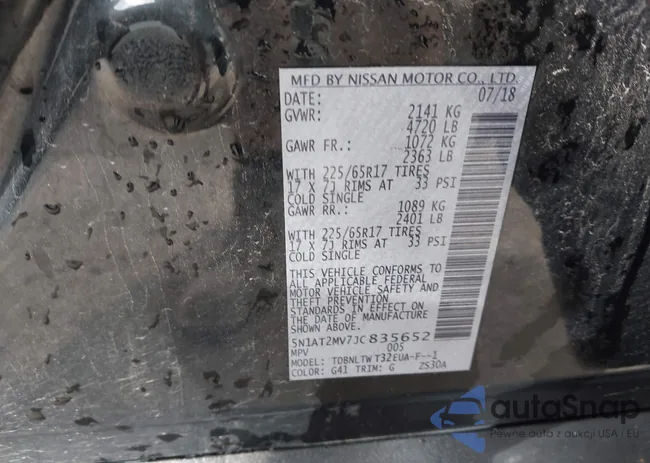 MFD BY NISSAN MOTOR CO., LTD.
DATE: 07/18
GVWR: 2141 KG
4720 LB
GAWR FR.: 1072 KG
2363 LB
WITH 225/65R17 TIRES
17 X 7J RIMS AT 33 PSI
COLD SINGLE
GAWR RR.: 1089 KG
2401 LB
WITH 225/65R17 TIRES
17 X 7J RIMS AT 33 PSI
COLD SINGLE
THIS VEHICLE CONFORMS TO
ALL APPLICABLE FEDERAL
MOTOR VEHICLE SAFETY AND
THEFT PREVENTION
STANDARDS IN EFFECT ON
THE DATE OF MANUFACTURE
SHOWN ABOVE.
5N1AT2MV7JC835652
MPV 005
MODEL: TDBNLTW T32EUA-F--1
COLOR: G41 TRIM: G ZS30A
autoSnap
Pewne auta z aukcji USA i EU